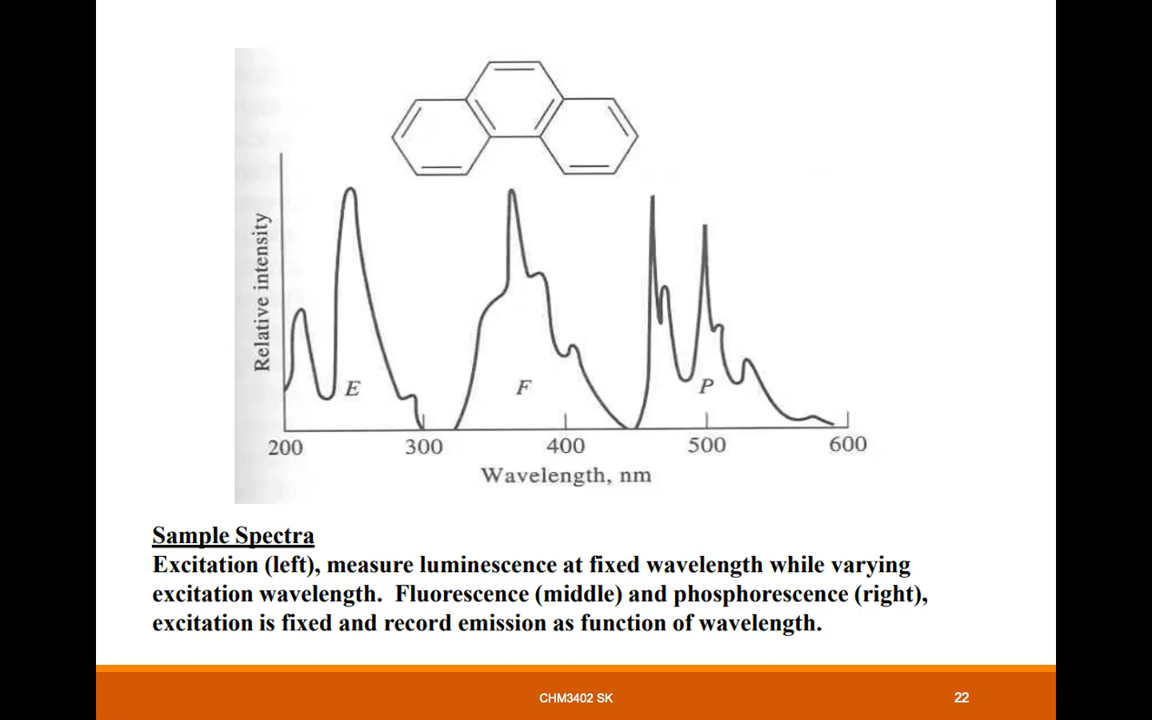 Relative intensity
E
F
P
200 300 400 500 600
Wavelength, nm
Sample Spectra
Excitation (left), measure luminescence at fixed wavelength while varying
excitation wavelength.  Fluorescence (middle) and phosphorescence (right),
excitation is fixed and record emission as function of wavelength.
CHM3402 SK
22